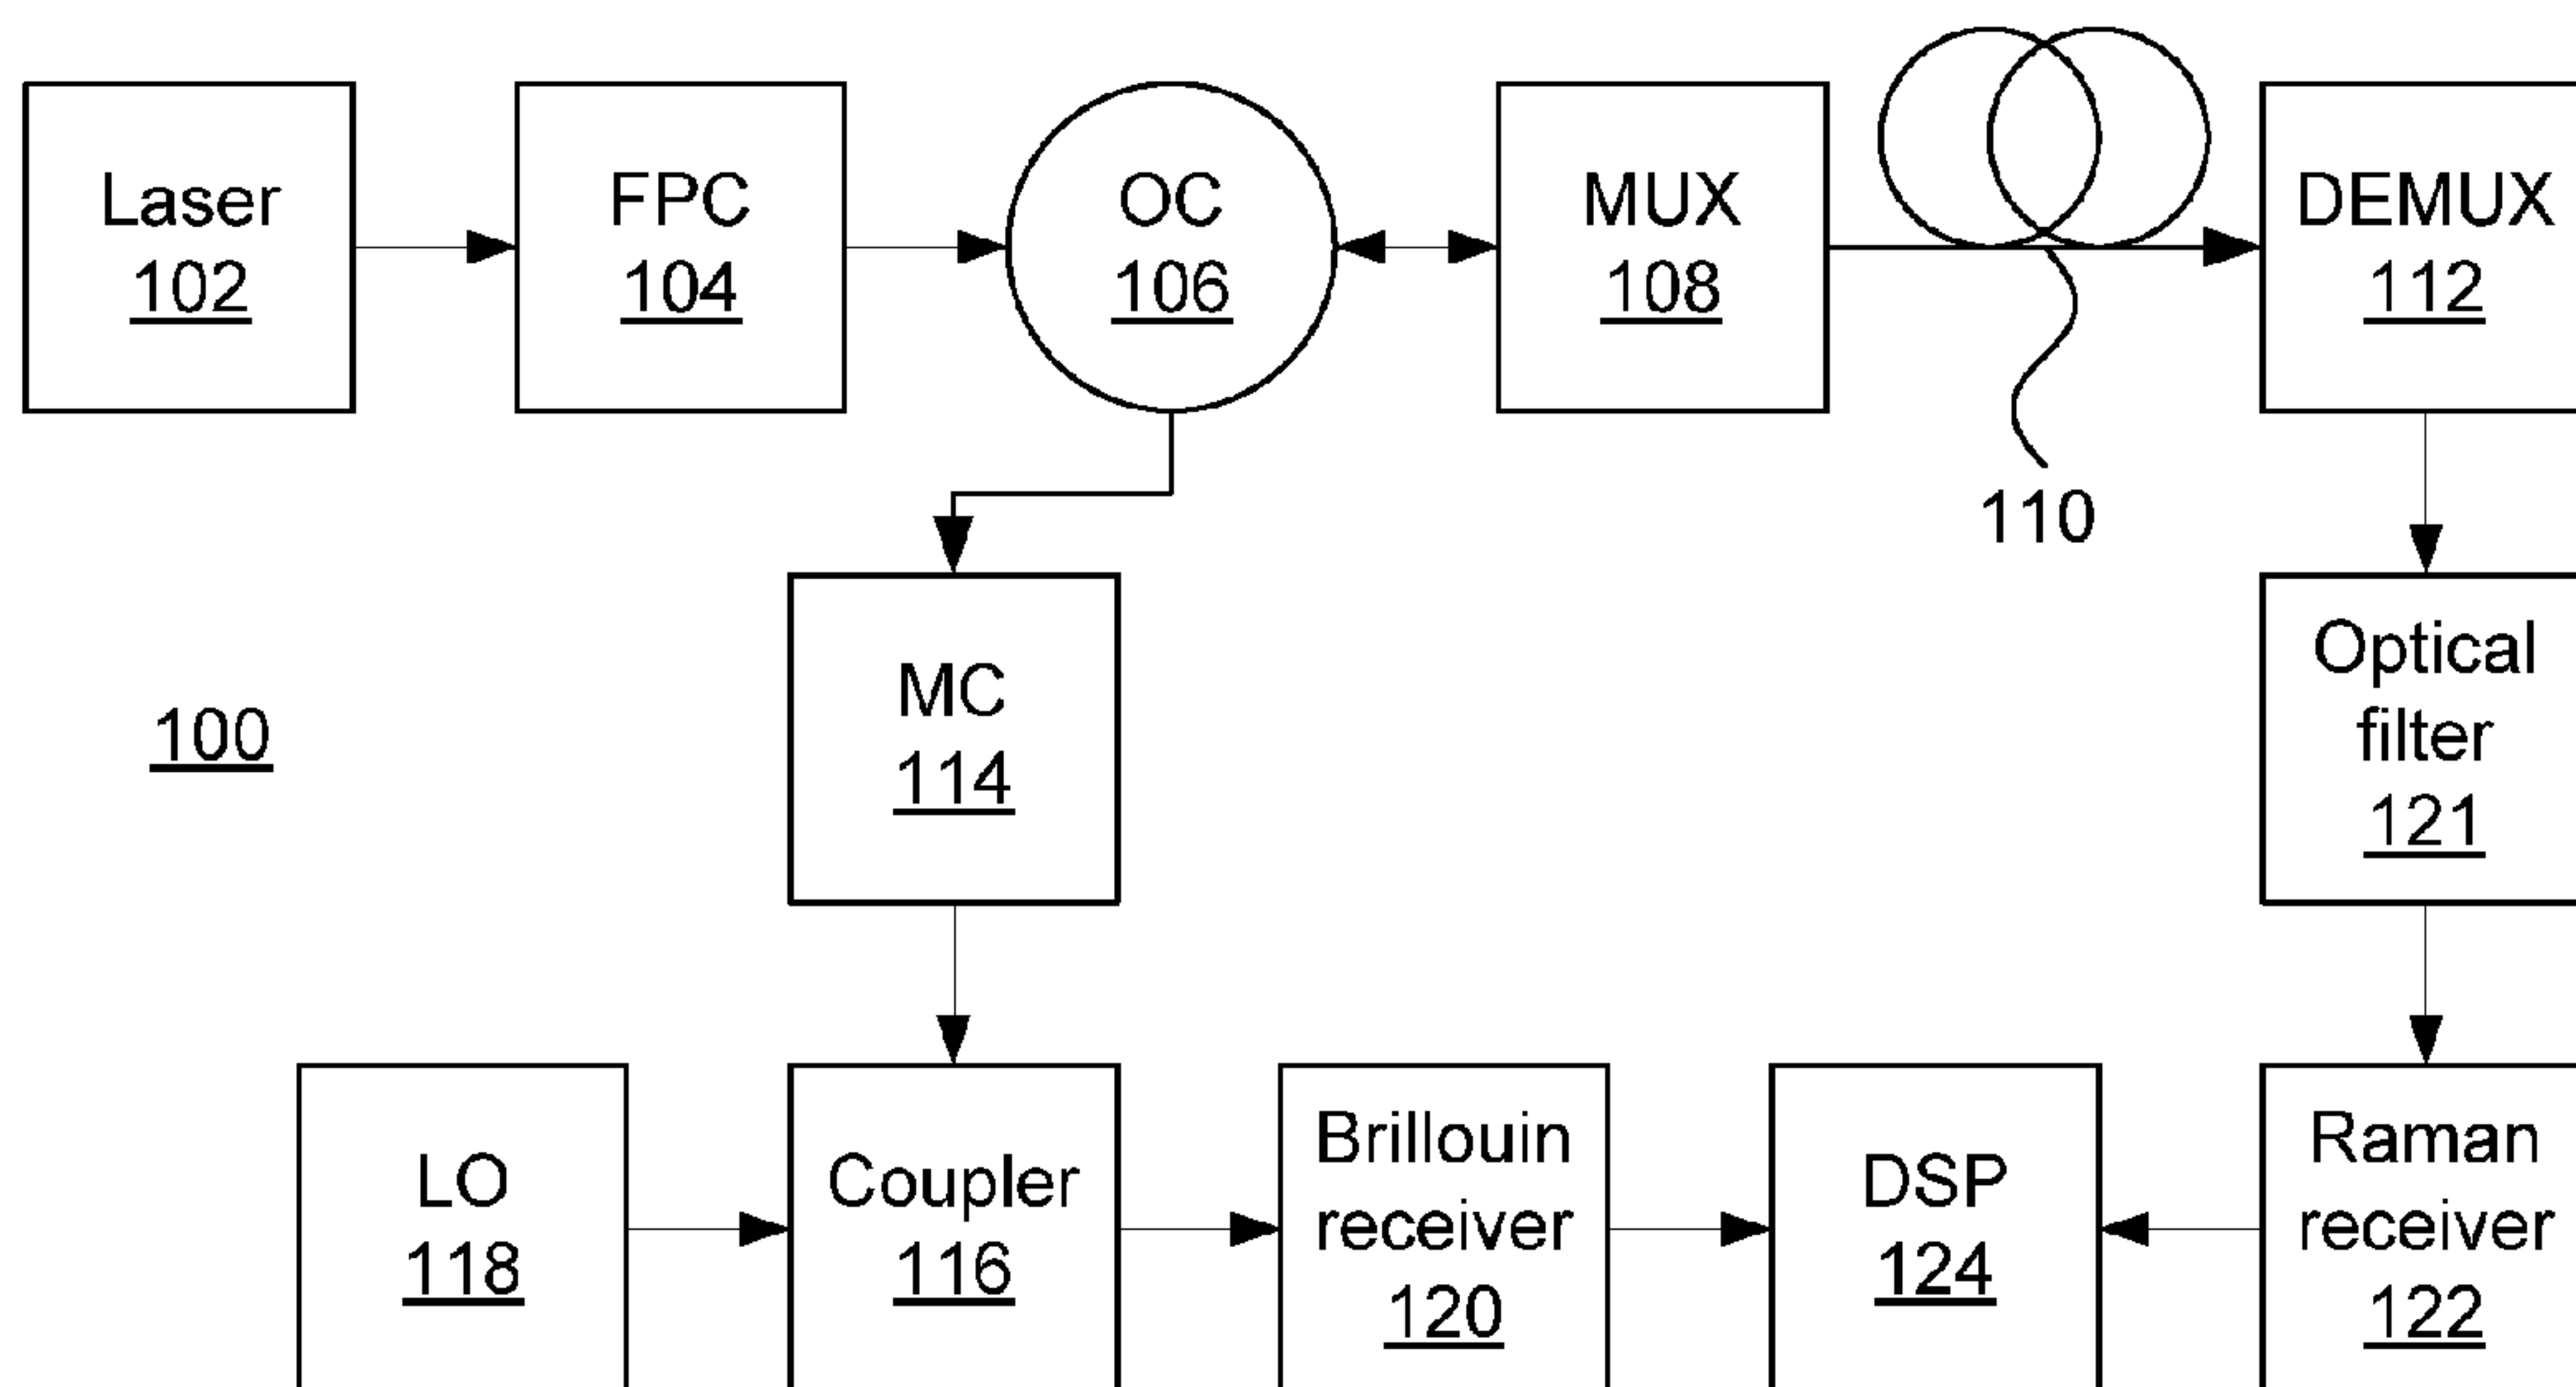 Laser
102
FPC
104
OC
106
MUX
108
DEMUX
112
110
MC
114
Optical
filter
121
100
LO
118
Coupler
116
Brillouin
receiver
120
DSP
124
Raman
receiver
122